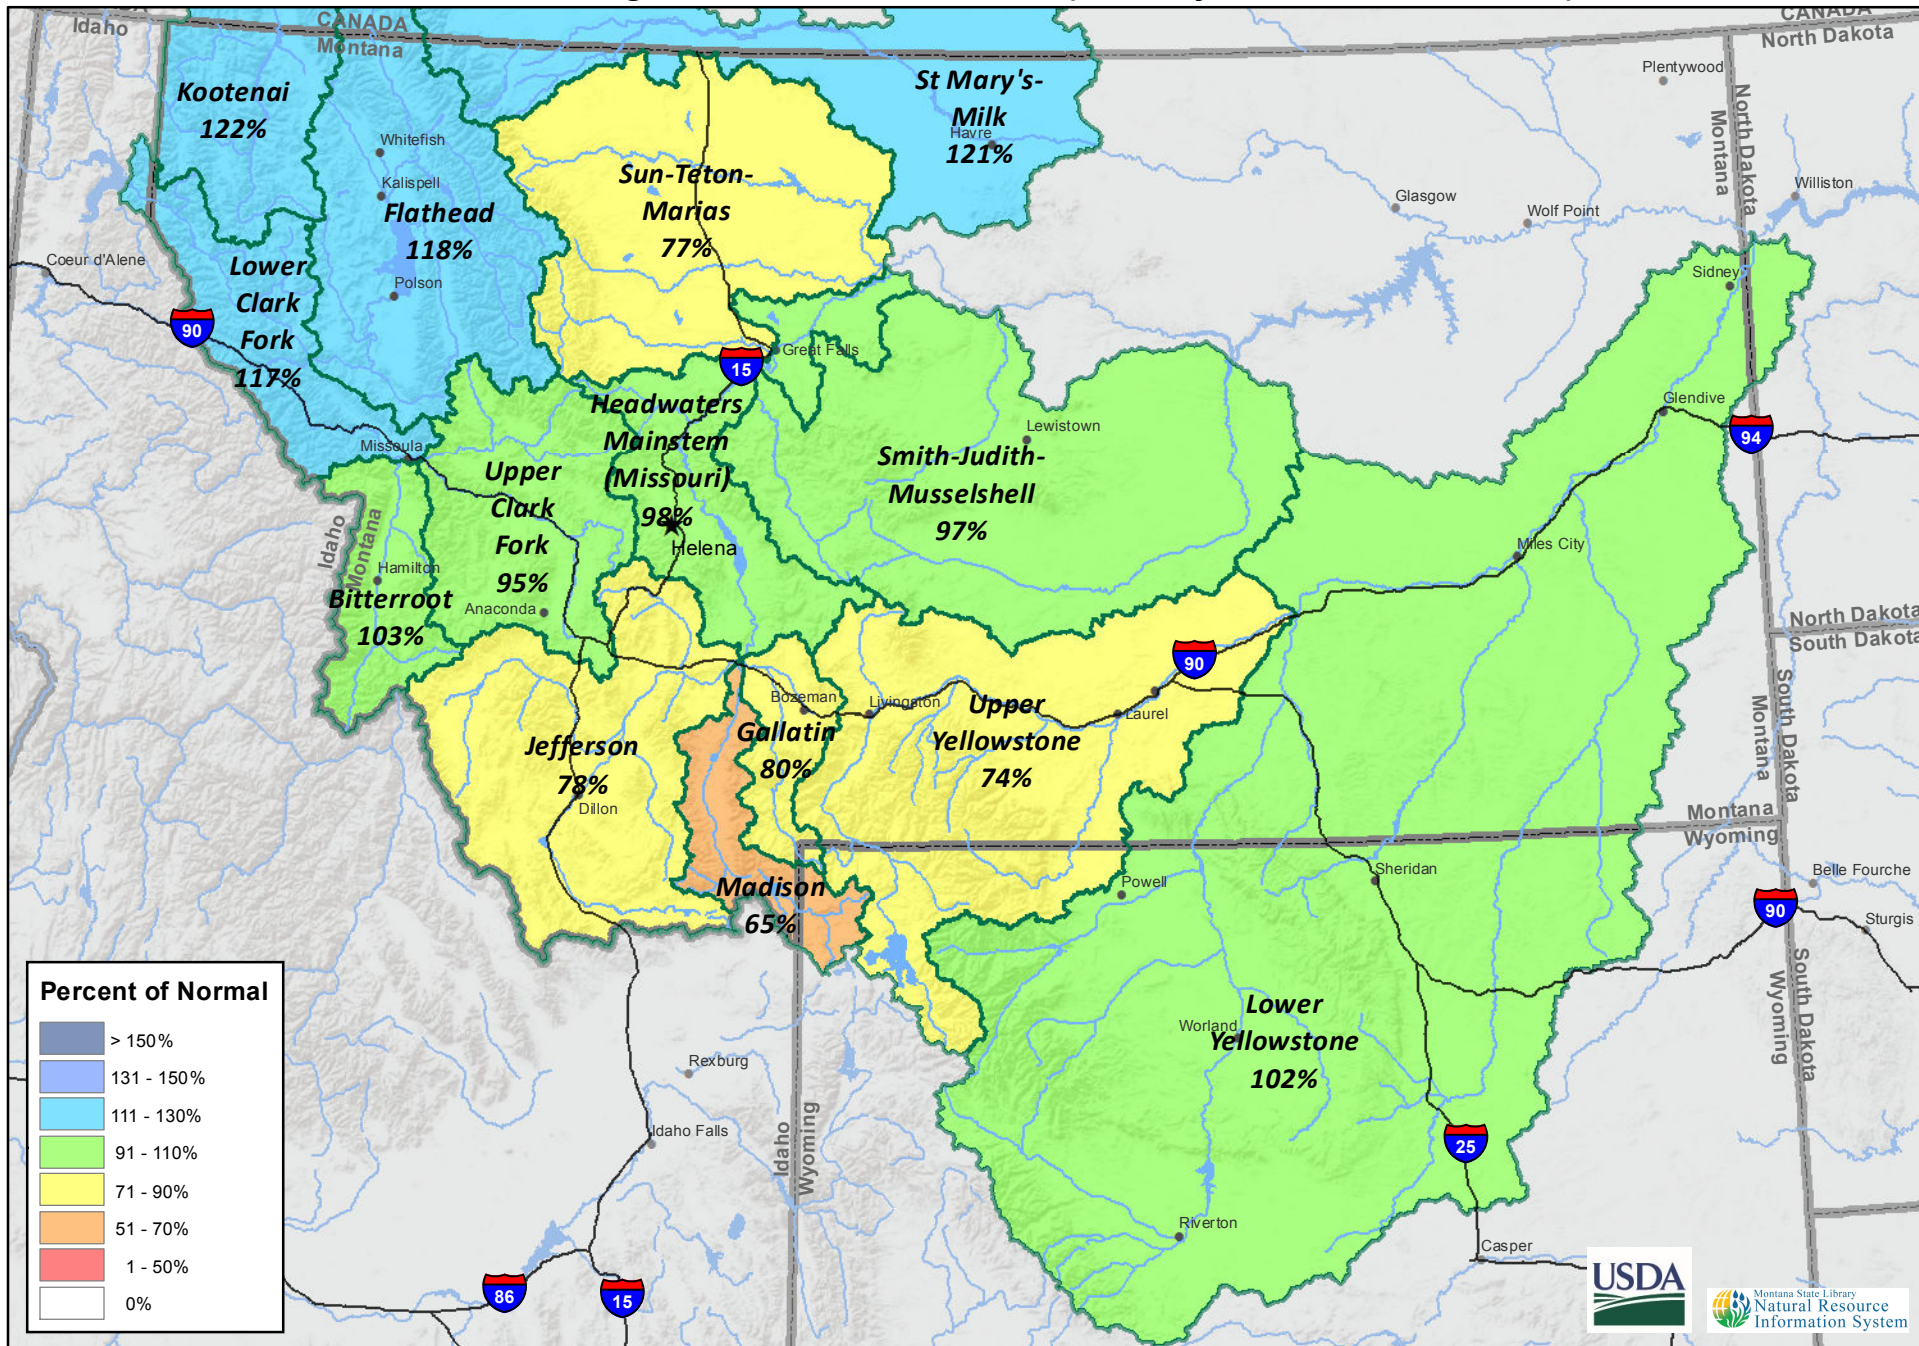 CANADA
Idaho
Montana
CANADA
North Dakota
Kootenai
122%
Whitefish
Kalispell
Flathead
118%
Polson
Lower
Clark
Fork
117%
Coeur d'Alene
90
Sun-Teton-
Marias
77%
St Mary's-
Milk
Havre
121%
Plentywood
North Dakota
Montana
Glasgow
Wolf Point
Williston
Sidney
15
Great Falls
Headwaters
Mainstem
(Missouri)
98%
Helena
Missoula
Upper
Clark
Fork
95%
Anaconda
Idaho
Montana
Hamilton
Bitterroot
103%
Lewistown
Smith-Judith-
Musselshell
97%
Glendive
94
Miles City
North Dakota
South Dakota
Jefferson
78%
Dillon
Bozeman
Gallatin
80%
Livingston
Upper
Yellowstone
74%
Laurel
90
South Dakota
Montana
Montana
Wyoming
Madison
65%
Powell
Sheridan
Belle Fourche
90
Sturgis
South Dakota
Wyoming
Worland
Lower
Yellowstone
102%
Rexburg
Idaho Falls
Idaho
Wyoming
25
Riverton
Casper
86
15
Percent of Normal
> 150%
131 - 150%
111 - 130%
91 - 110%
71 - 90%
51 - 70%
1 - 50%
0%
USDA
Montana State Library
Natural Resource
Information System